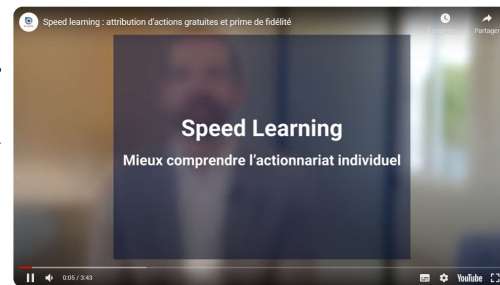 Speed learning : attribution d'actions gratuites et prime de fidélité
Partager
Speed Learning
Mieux comprendre l'actionnariat individuel
0:05 / 3:43
YouTube